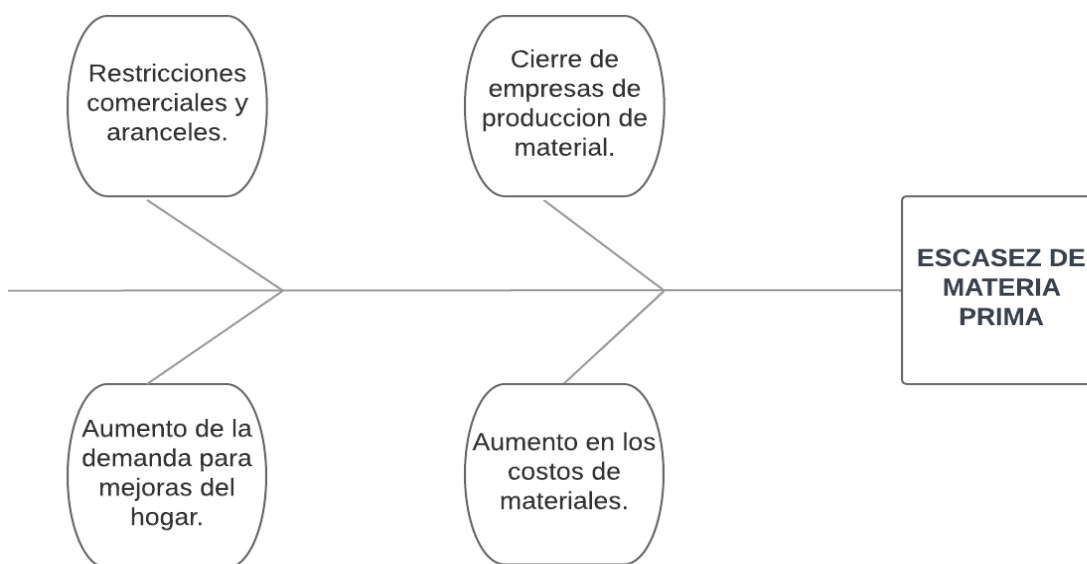 Restricciones
comerciales y
aranceles.
Cierre de
empresas de
produccion de
material.
ESCASEZ DE
MATERIA
PRIMA
Aumento de la
demanda para
mejoras del
hogar.
Aumento en los
costos de
materiales.